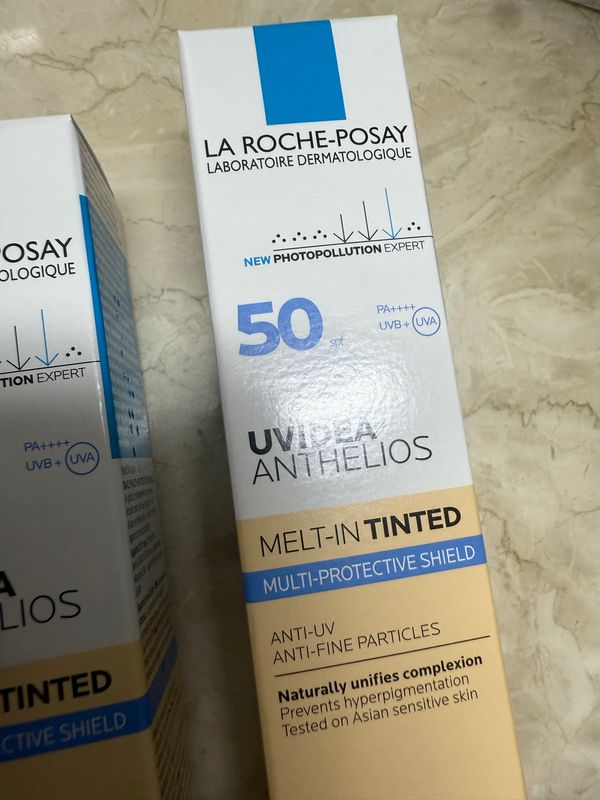 LA ROCHE-POSAY
LABORATOIRE DERMATOLOGIQUE
NEW PHOTOPOLLUTION EXPERT
50 spf
PA++++
UVB + UVA
UVIDEA
ANTHELIOS
MELT-IN TINTED
MULTI-PROTECTIVE SHIELD
ANTI-UV
ANTI-FINE PARTICLES
Naturally unifies complexion
Prevents hyperpigmentation
Tested on Asian sensitive skin
POSAY
OLOGIQUE
TION EXPERT
PA++++
UVB + UVA
A
LIOS
TINTED
CTIVE SHIELD